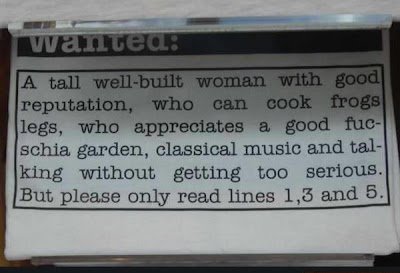 Wanted:
A tall well-built woman with good
reputation, who can cook frogs
legs, who appreciates a good fuc-
schia garden, classical music and tal-
king without getting too serious.
But please only read lines 1,3 and 5.